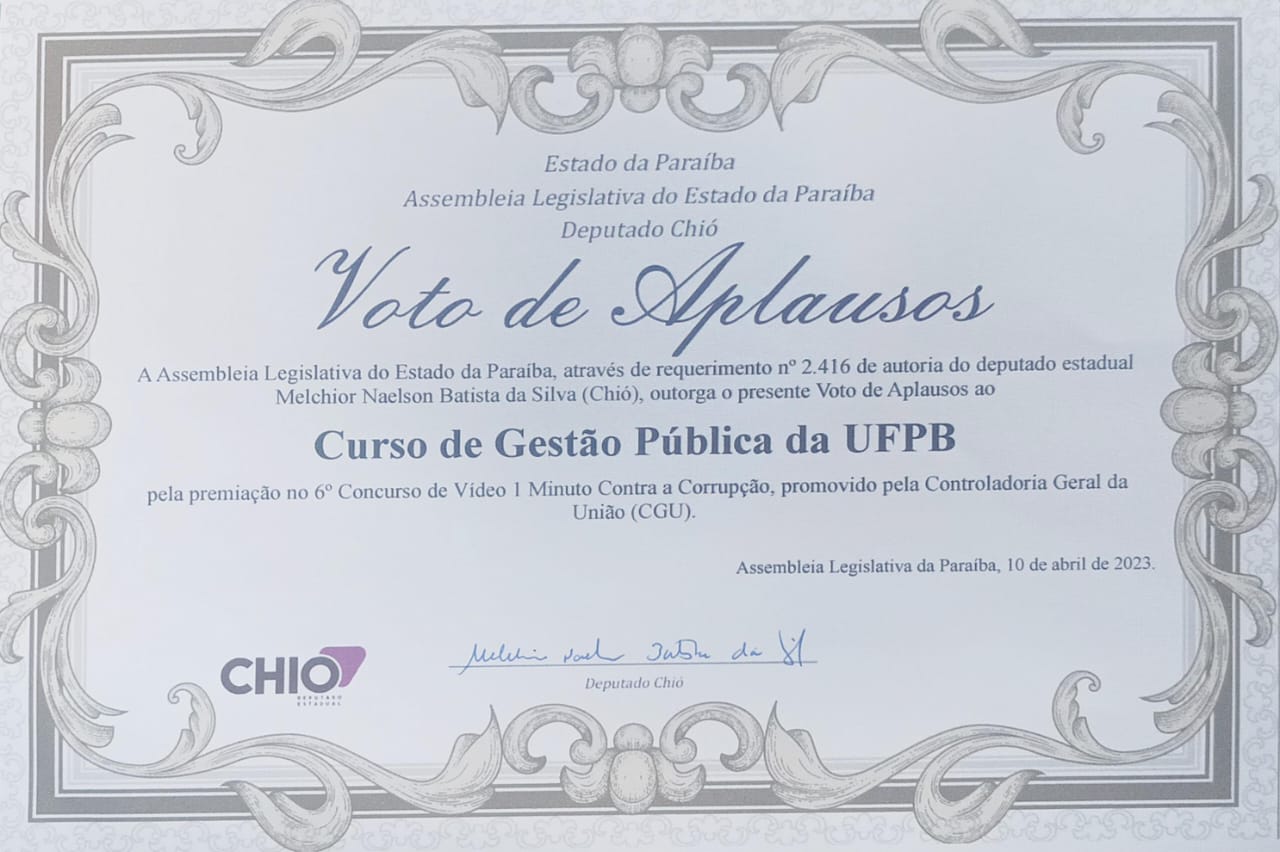 Estado da Paraíba
Assembleia Legislativa do Estado da Paraíba
Deputado Chió
Voto de Aplausos
A Assembleia Legislativa do Estado da Paraíba, através de requerimento nº 2.416 de autoria do deputado estadual
Melchior Naelson Batista da Silva (Chió), outorga o presente Voto de Aplausos ao
Curso de Gestão Pública da UFPB
pela premiação no 6º Concurso de Vídeo 1 Minuto Contra a Corrupção, promovido pela Controladoria Geral da
União (CGU).
Assembleia Legislativa da Paraíba, 10 de abril de 2023.
CHIO
DEPUTADO
ESTADUAL
Deputado Chió